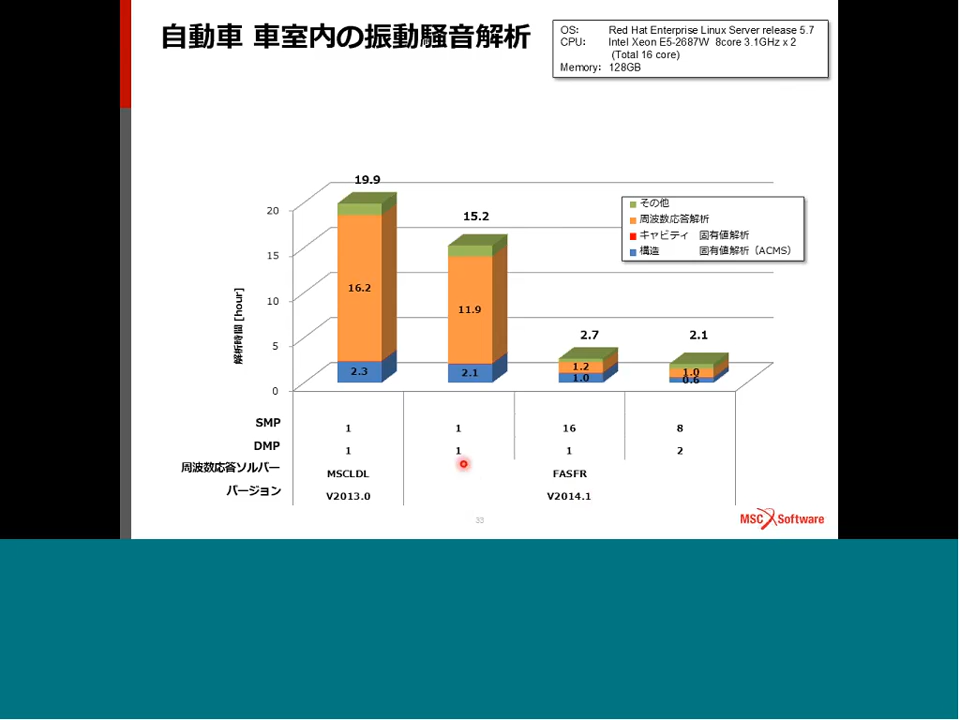 自動車 車室内の振動騒音解析
OS: Red Hat Enterprise Linux Server release 5.7
CPU: Intel Xeon E5-2687W 8core 3.1GHz x 2
(Total 16 core)
Memory: 128GB
その他
周波数応答解析
キャビティ 固有値解析
構造 固有値解析（ACMS）
解析時間 [hour]
20
15
10
5
0
19.9
16.2
2.3
15.2
11.9
2.1
2.7
1.2
1.0
2.1
1.0
0.6
SMP 1 1 16 8
DMP 1 1 1 2
周波数応答ソルバー MSCLDL FASFR
バージョン V2013.0 V2014.1
33
MSC Software